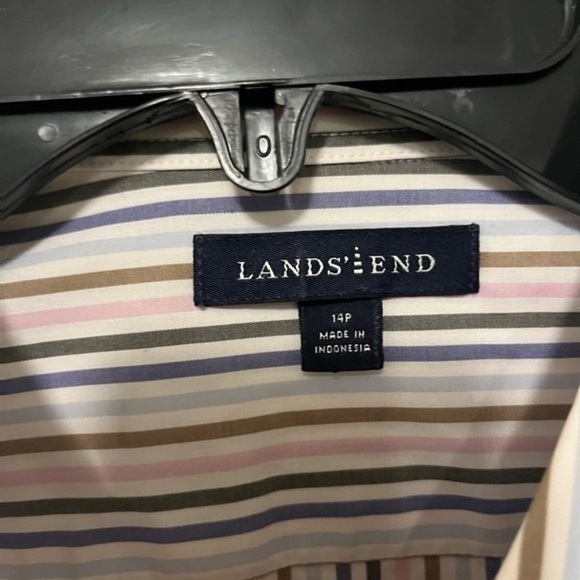 O
LANDS' END
14P
MADE IN
INDONESIA